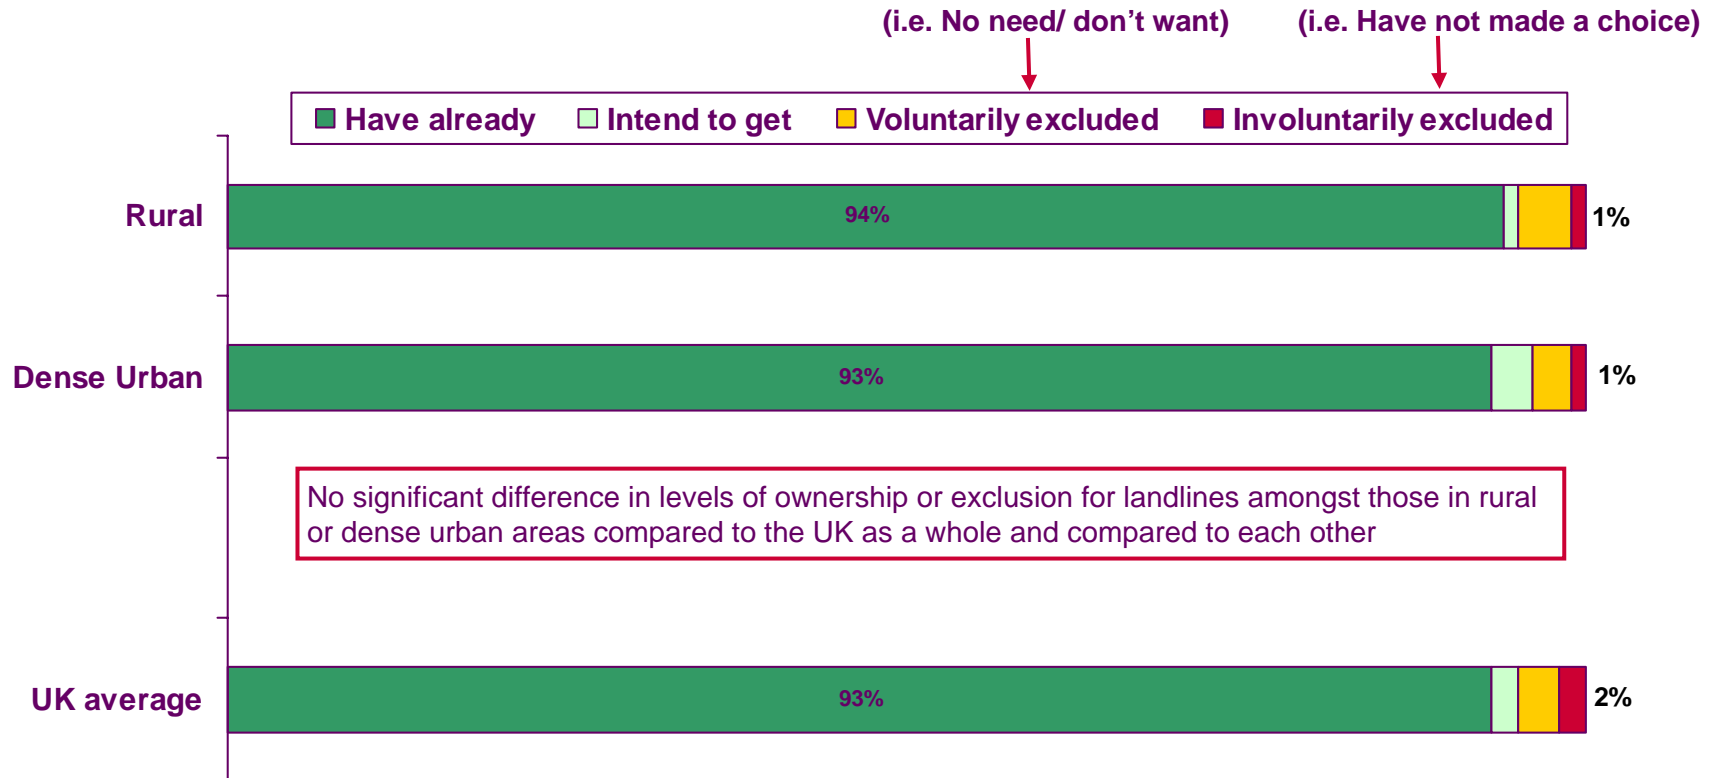 (i.e. No need/ don’t want) (i.e. Have not made a choice)
Have already Intend to get Voluntarily excluded Involuntarily excluded
Rural 94% 1%
Dense Urban 93% 1%
No significant difference in levels of ownership or exclusion for landlines amongst those in rural
or dense urban areas compared to the UK as a whole and compared to each other
UK average 93% 2%